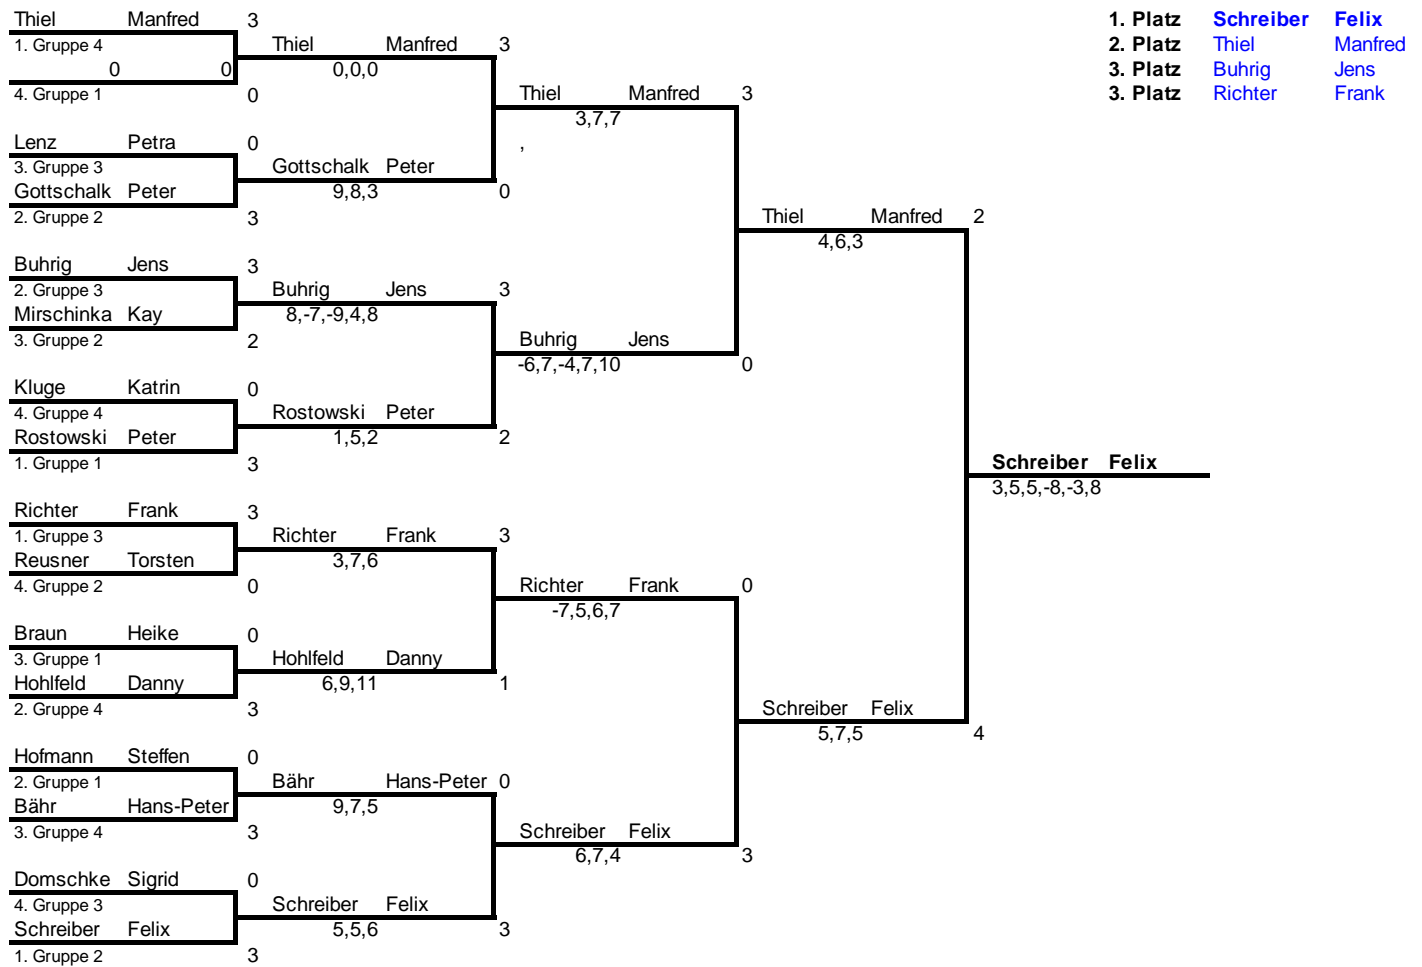 Thiel Manfred 3
1. Gruppe 4
0 0
4. Gruppe 1
0
Lenz Petra 0
3. Gruppe 3
Gottschalk Peter
2. Gruppe 2
3
Buhrig Jens 3
2. Gruppe 3
Mirschinka Kay
3. Gruppe 2
2
Kluge Katrin 0
4. Gruppe 4
Rostowski Peter
1. Gruppe 1
3
Richter Frank 3
1. Gruppe 3
Reusner Torsten
4. Gruppe 2
0
Braun Heike 0
3. Gruppe 1
Hohlfeld Danny
2. Gruppe 4
3
Hofmann Steffen 0
2. Gruppe 1
Bähr Hans-Peter
3. Gruppe 4
3
Domschke Sigrid 0
4. Gruppe 3
Schreiber Felix
1. Gruppe 2
3
Thiel Manfred 3
0,0,0
Gottschalk Peter
9,8,3
0
Buhrig Jens 3
8,-7,-9,4,8
Rostowski Peter
1,5,2
2
Richter Frank 3
3,7,6
Hohlfeld Danny
6,9,11
1
Bähr Hans-Peter 0
9,7,5
Schreiber Felix
5,5,6
3
Thiel Manfred 3
3,7,7
,
Buhrig Jens
-6,7,-4,7,10
0
Richter Frank 0
-7,5,6,7
Schreiber Felix
6,7,4
3
Thiel Manfred 2
4,6,3
Schreiber Felix
5,7,5
4
Schreiber Felix
3,5,5,-8,-3,8
1. Platz Schreiber Felix
2. Platz Thiel Manfred
3. Platz Buhrig Jens
3. Platz Richter Frank